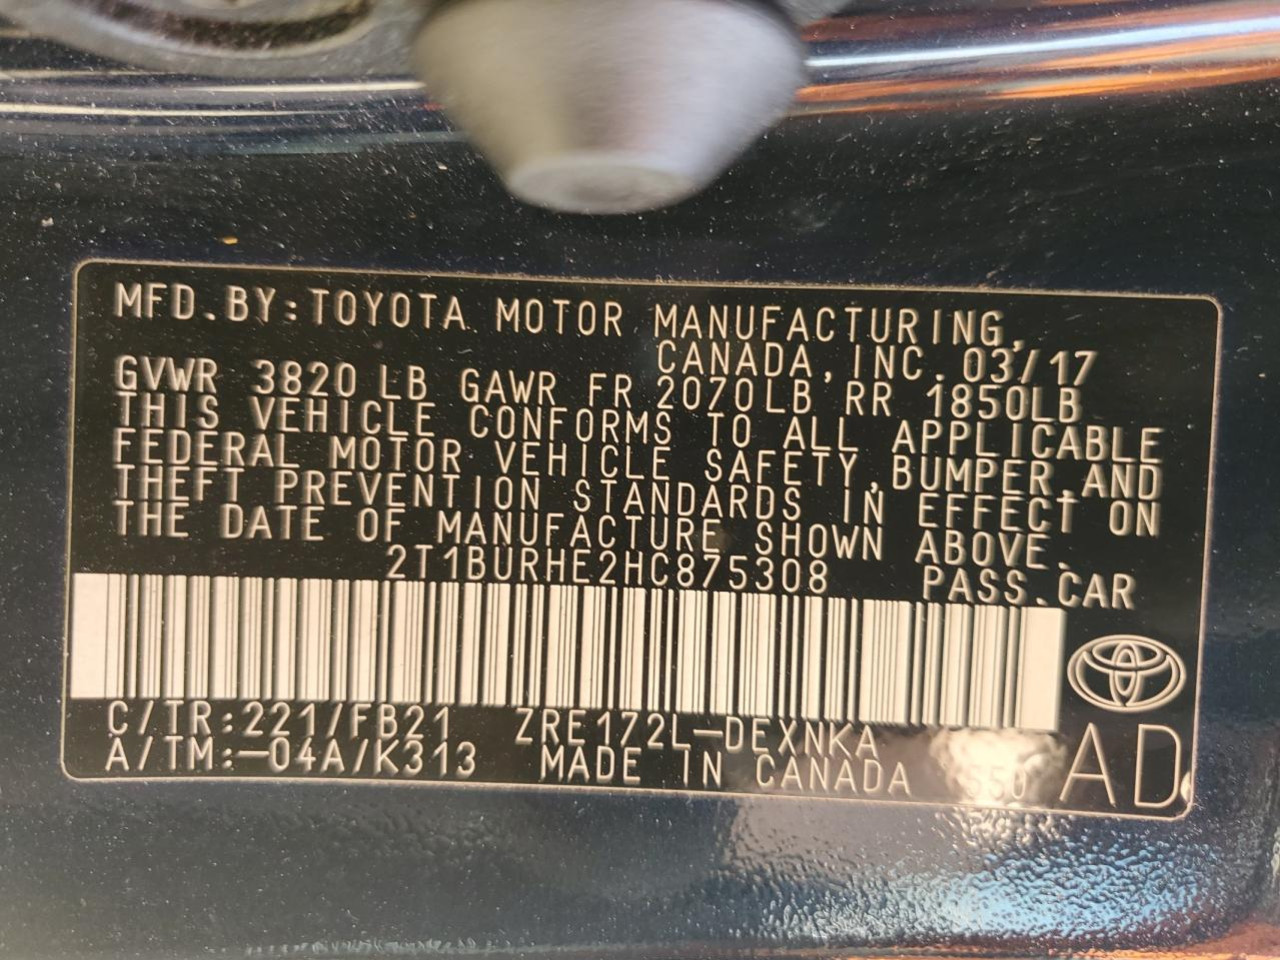 MFD.BY:TOYOTA MOTOR MANUFACTURING,
CANADA,INC.03/17
GVWR 3820 LB GAWR FR 2070LB RR 1850LB
THIS VEHICLE CONFORMS TO ALL APPLICABLE
FEDERAL MOTOR VEHICLE SAFETY,BUMPER,AND
THEFT PREVENTION STANDARDS IN EFFECT ON
THE DATE OF MANUFACTURE SHOWN ABOVE.
2T1BURHE2HC875308 PASS.CAR
C/TR:221/FB21 ZRE172L-DEXNKA
A/TM:-04A/K313 MADE IN CANADA 550
AD